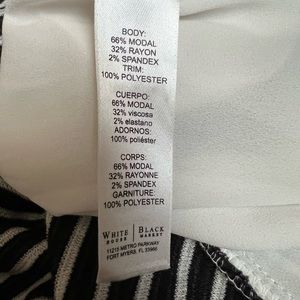 BODY:
66% MODAL
32% RAYON
2% SPANDEX
TRIM:
100% POLYESTER
CUERPO:
66% MODAL
32% viscosa
2% elastano
ADORNOS:
100% poliéster
CORPS:
66% MODAL
32% RAYONNE
2% SPANDEX
GARNITURE:
100% POLYESTER
WHITE | BLACK
HOUSE | MARKET
11215 METRO PARKWAY
FORT MYERS, FL 33966